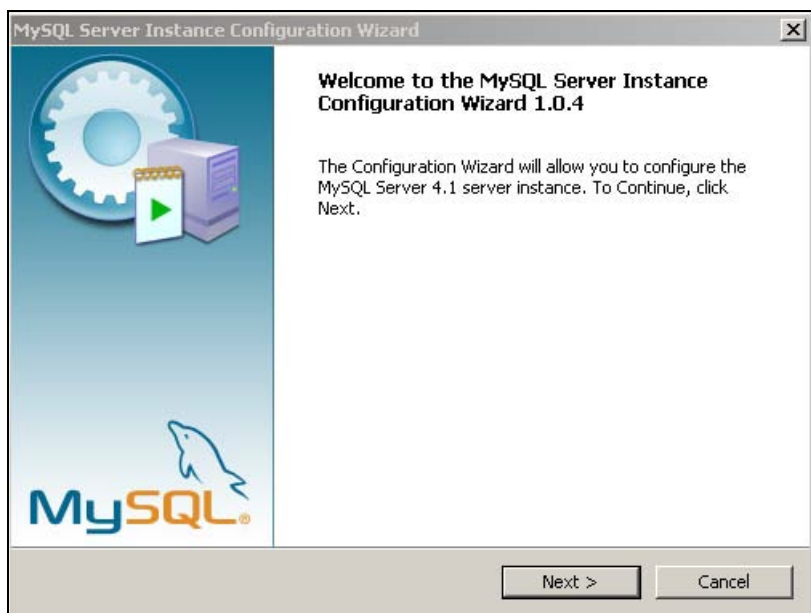 MySQL Server Instance Configuration Wizard
Welcome to the MySQL Server Instance
Configuration Wizard 1.0.4
The Configuration Wizard will allow you to configure the
MySQL Server 4.1 server instance. To Continue, click
Next.
MySQL®
Next >
Cancel